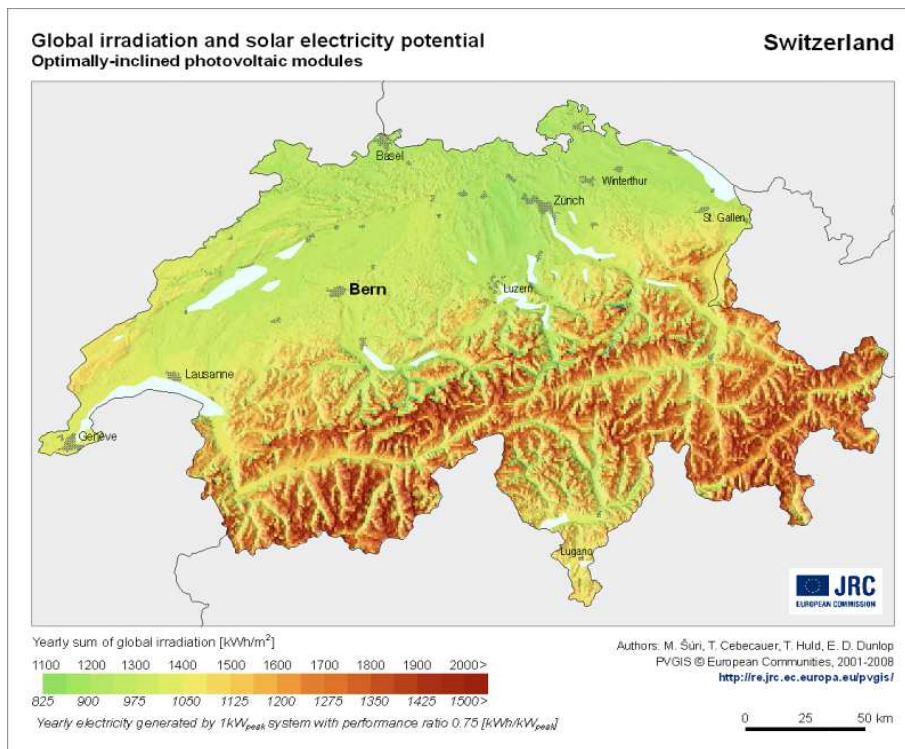 Global irradiation and solar electricity potential
Optimally-inclined photovoltaic modules
Switzerland
Basel
Winterthur
Zürich
St. Gallen
Bern
Luzern
Lausanne
Genève
Lugano
JRC
EUROPEAN COMMISSION
Yearly sum of global irradiation [kWh/m²]
1100 1200 1300 1400 1500 1600 1700 1800 1900 2000>
825 900 975 1050 1125 1200 1275 1350 1425 1500>
Yearly electricity generated by 1kWpeak system with performance ratio 0.75 [kWh/kWpeak]
Authors: M. Šúri, T. Cebecauer, T. Huld, E. D. Dunlop
PVGIS © European Communities, 2001-2008
http://re.jrc.ec.europa.eu/pvgis/
0 25 50 km